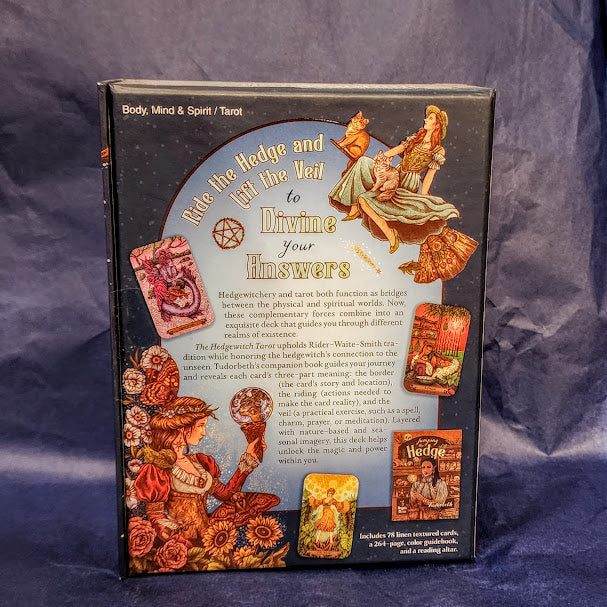 Body, Mind & Spirit / Tarot
Ride the Hedge and
Lift the Veil
to
Divine
Your
Answers
Hedgewitchery and tarot both function as bridges
between the physical and spiritual worlds. Now,
these complementary forces combine into an
exquisite deck that guides you through different
realms of existence.
The Hedgewitch Tarot upholds Rider–Waite–Smith tra-
dition while honoring the hedgewitch's connection to the
unseen. Tudorbeth's companion book guides your journey
and reveals each card's three-part meaning: the border
(the card's story and location),
the riding (actions needed to
make the card reality), and the
veil (a practical exercise, such as a spell,
charm, prayer, or meditation). Layered
with nature-based and sea-
sonal imagery, this deck helps
unlock the magic and power
within you.
Jumping
Hedge
Tudorbeth
Includes 78 linen textured cards,
a 264-page, color guidebook,
and a reading altar.